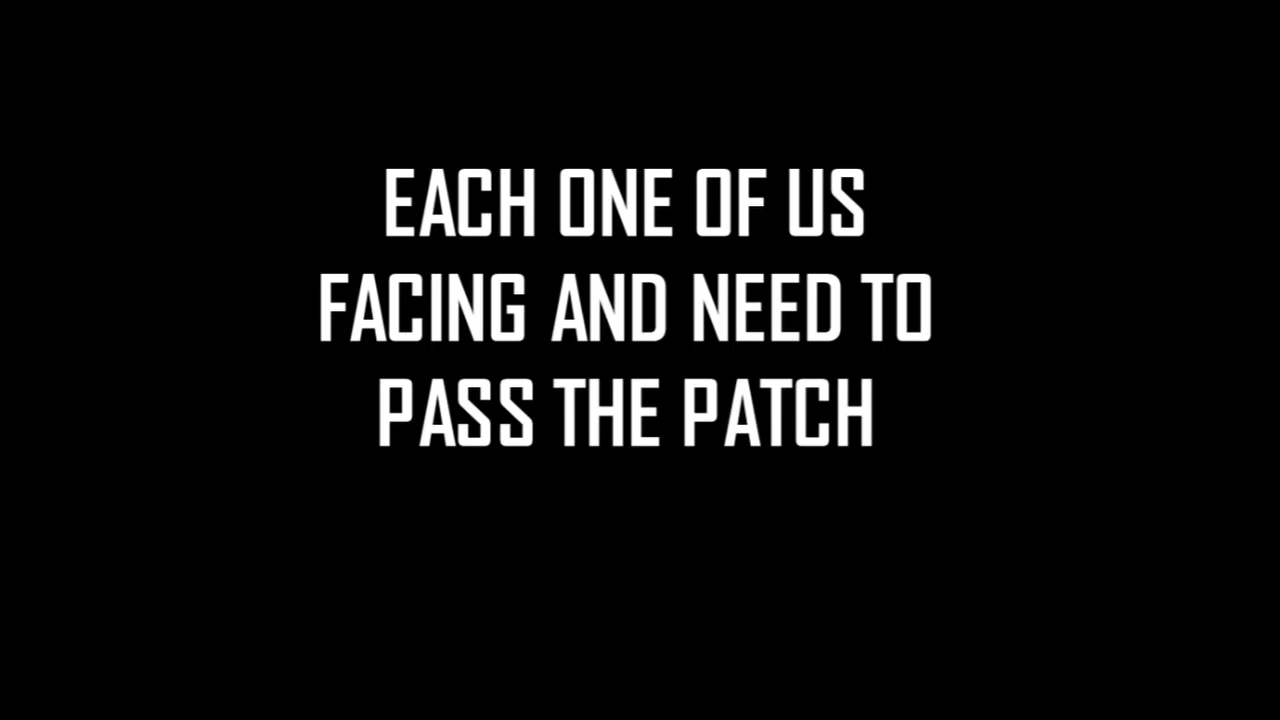 EACH ONE OF US
FACING AND NEED TO
PASS THE PATCH